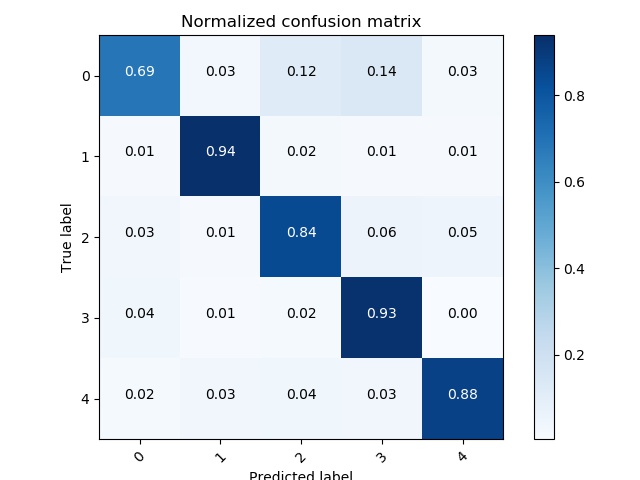 Normalized confusion matrix
True label
0 0.69 0.03 0.12 0.14 0.03
1 0.01 0.94 0.02 0.01 0.01
2 0.03 0.01 0.84 0.06 0.05
3 0.04 0.01 0.02 0.93 0.00
4 0.02 0.03 0.04 0.03 0.88
0 1 2 3 4
Predicted label
0.8
0.6
0.4
0.2